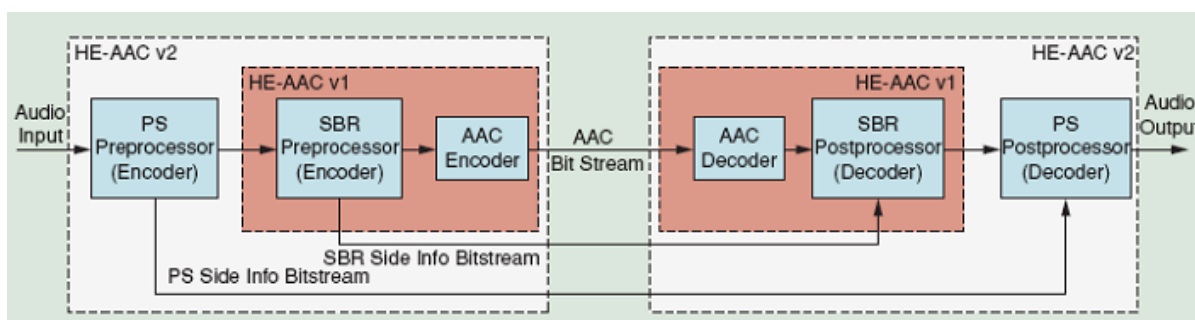 HE-AAC v2
HE-AAC v1
Audio
Input
PS
Preprocessor
(Encoder)
SBR
Preprocessor
(Encoder)
AAC
Encoder
AAC
Bit Stream
SBR Side Info Bitstream
PS Side Info Bitstream
HE-AAC v2
HE-AAC v1
AAC
Decoder
SBR
Postprocessor
(Decoder)
PS
Postprocessor
(Decoder)
Audio
Output